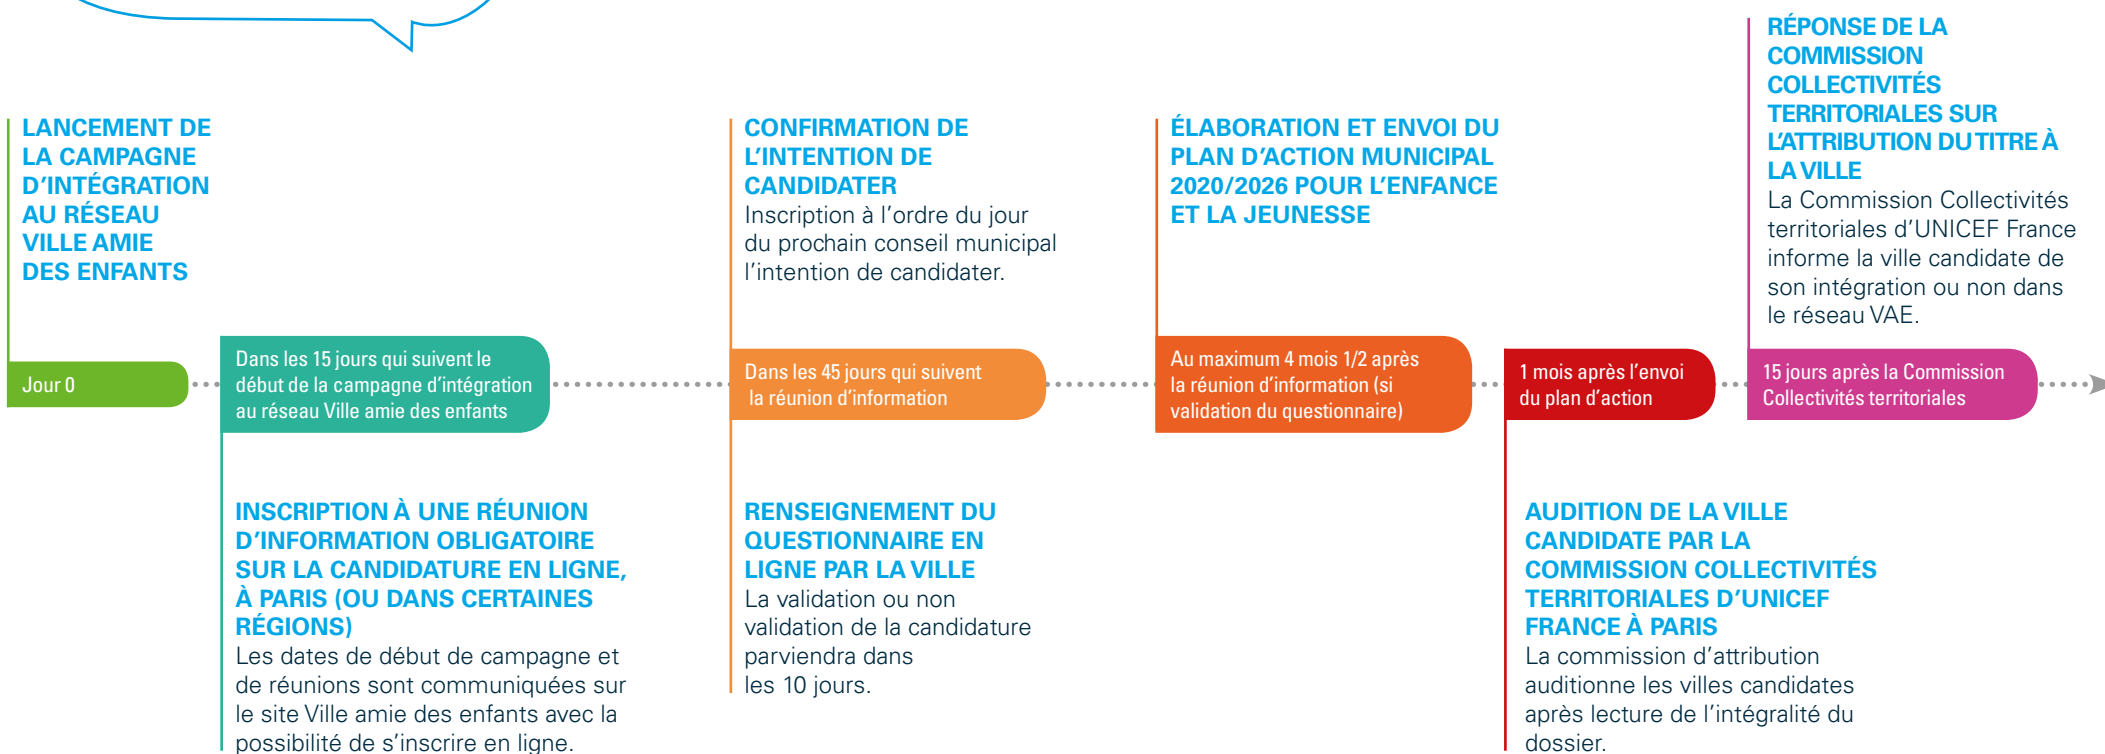 LANCEMENT DE
LA CAMPAGNE
D’INTÉGRATION
AU RÉSEAU
VILLE AMIE
DES ENFANTS
Jour 0
Dans les 15 jours qui suivent le
début de la campagne d’intégration
au réseau Ville amie des enfants
INSCRIPTION À UNE RÉUNION
D’INFORMATION OBLIGATOIRE
SUR LA CANDIDATURE EN LIGNE,
À PARIS (OU DANS CERTAINES
RÉGIONS)
Les dates de début de campagne et
de réunions sont communiquées sur
le site Ville amie des enfants avec la
possibilité de s’inscrire en ligne.
CONFIRMATION DE
L’INTENTION DE
CANDIDATER
Inscription à l’ordre du jour
du prochain conseil municipal
l’intention de candidater.
Dans les 45 jours qui suivent
la réunion d’information
RENSEIGNEMENT DU
QUESTIONNAIRE EN
LIGNE PAR LA VILLE
La validation ou non
validation de la candidature
parviendra dans
les 10 jours.
ÉLABORATION ET ENVOI DU
PLAN D’ACTION MUNICIPAL
2020/2026 POUR L’ENFANCE
ET LA JEUNESSE
Au maximum 4 mois 1/2 après
la réunion d’information (si
validation du questionnaire)
1 mois après l’envoi
du plan d’action
AUDITION DE LA VILLE
CANDIDATE PAR LA
COMMISSION COLLECTIVITÉS
TERRITORIALES D’UNICEF
FRANCE À PARIS
La commission d’attribution
auditionne les villes candidates
après lecture de l’intégralité du
dossier.
RÉPONSE DE LA
COMMISSION
COLLECTIVITÉS
TERRITORIALES SUR
L’ATTRIBUTION DU TITRE À
LA VILLE
La Commission Collectivités
territoriales d’UNICEF France
informe la ville candidate de
son intégration ou non dans
le réseau VAE.
15 jours après la Commission
Collectivités territoriales